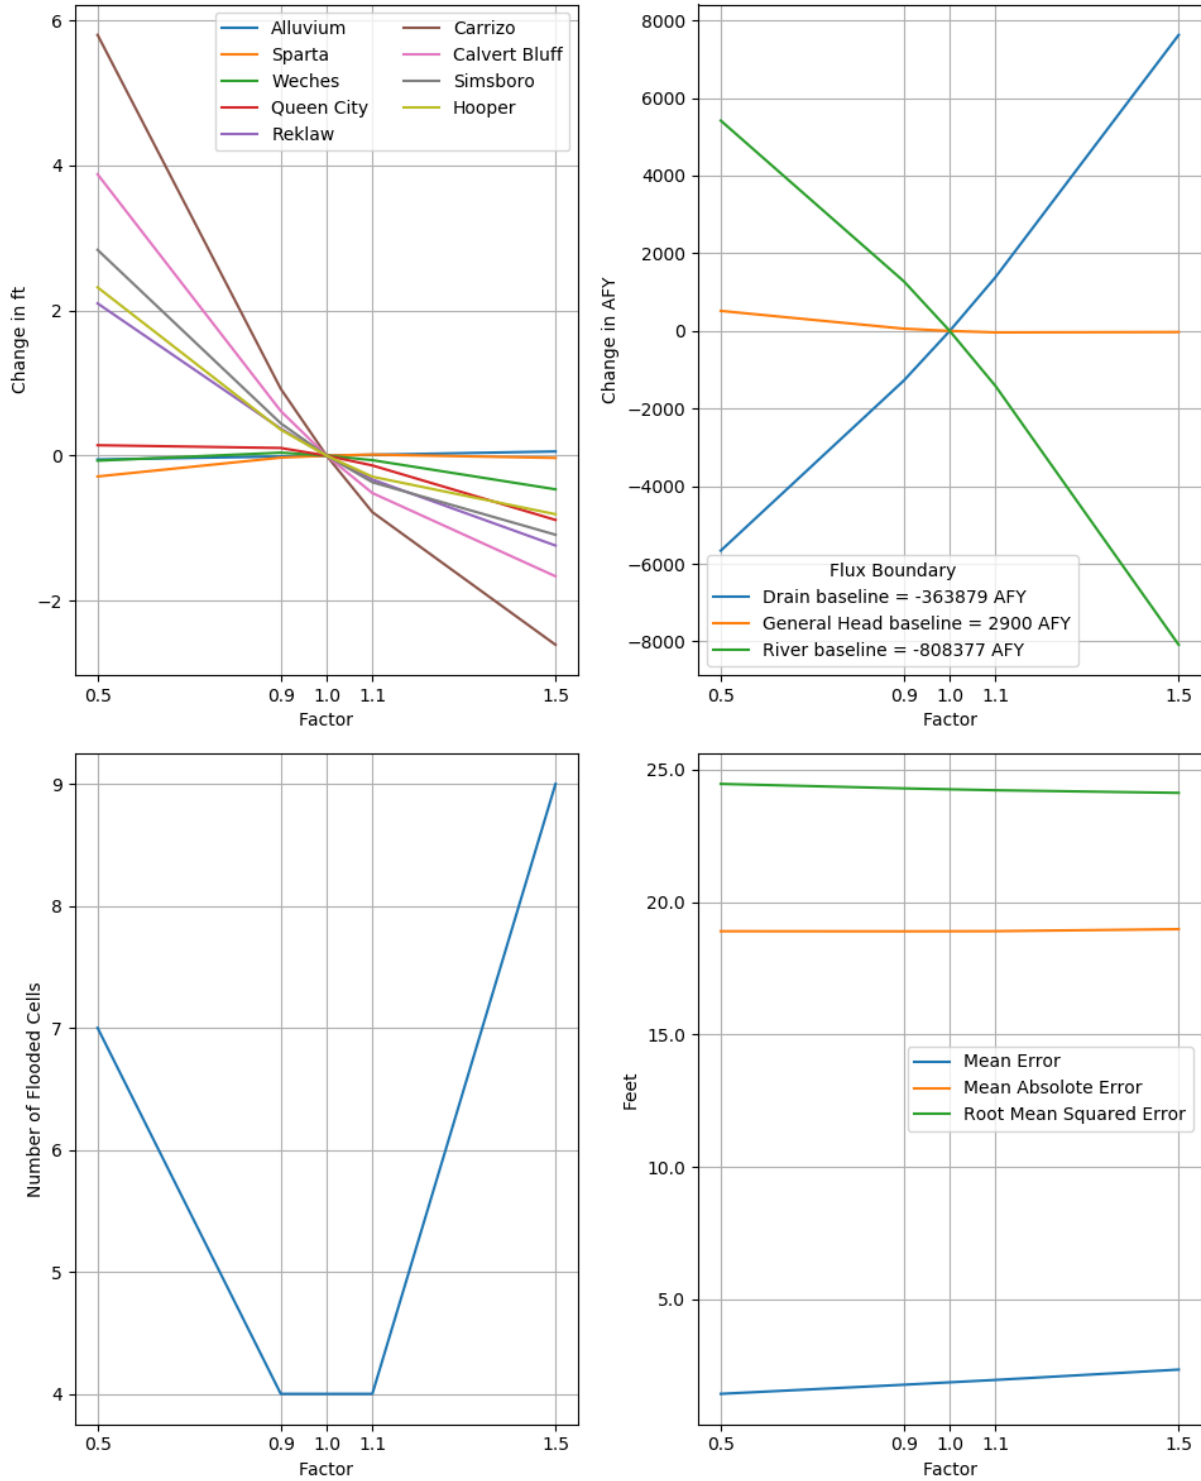 6
4
2
0
−2
Change in ft
Alluvium
Sparta
Weches
Queen City
Reklaw
Carrizo
Calvert Bluff
Simsboro
Hooper
0.5 0.9 1.0 1.1 1.5
Factor
8000
6000
4000
2000
0
−2000
−4000
−6000
−8000
Change in AFY
Flux Boundary
Drain baseline = -363879 AFY
General Head baseline = 2900 AFY
River baseline = -808377 AFY
0.5 0.9 1.0 1.1 1.5
Factor
9
8
7
6
5
4
Number of Flooded Cells
0.5 0.9 1.0 1.1 1.5
Factor
25.0
20.0
15.0
10.0
5.0
Feet
Mean Error
Mean Absolote Error
Root Mean Squared Error
0.5 0.9 1.0 1.1 1.5
Factor